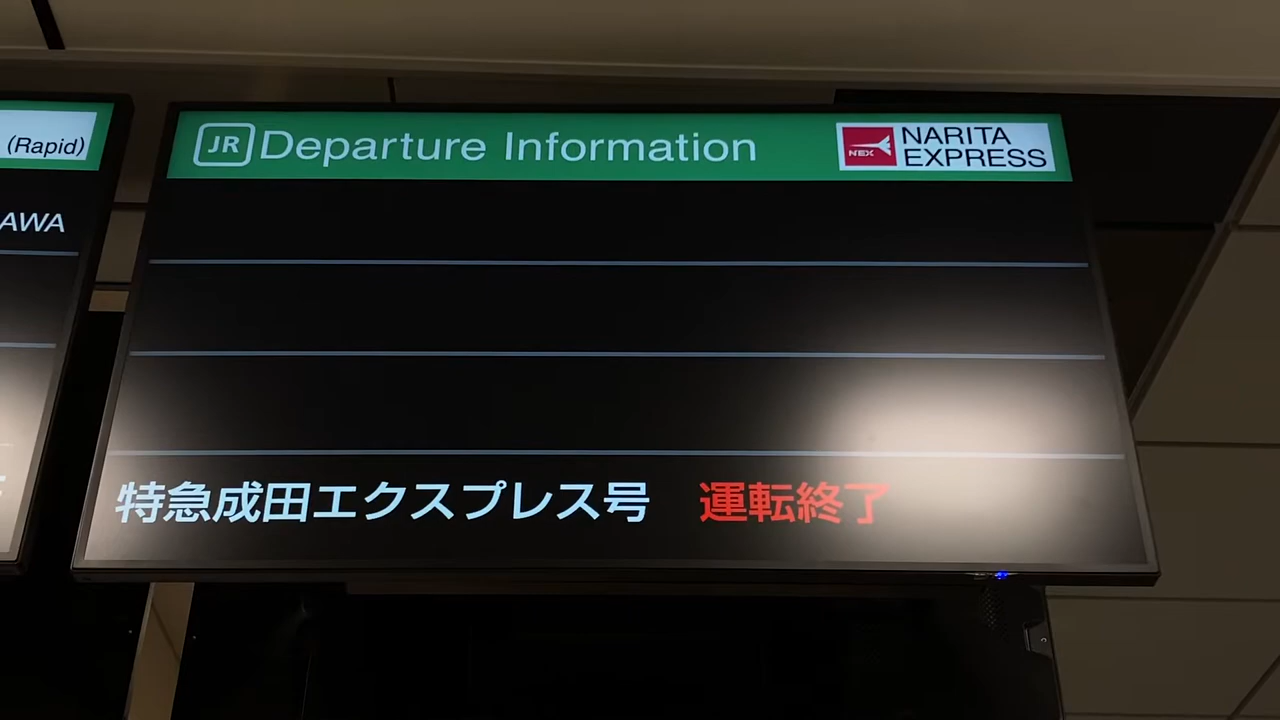 (Rapid)
AWA
JR Departure Information
N'EX
NARITA
EXPRESS
特急成田エクスプレス号 運転終了